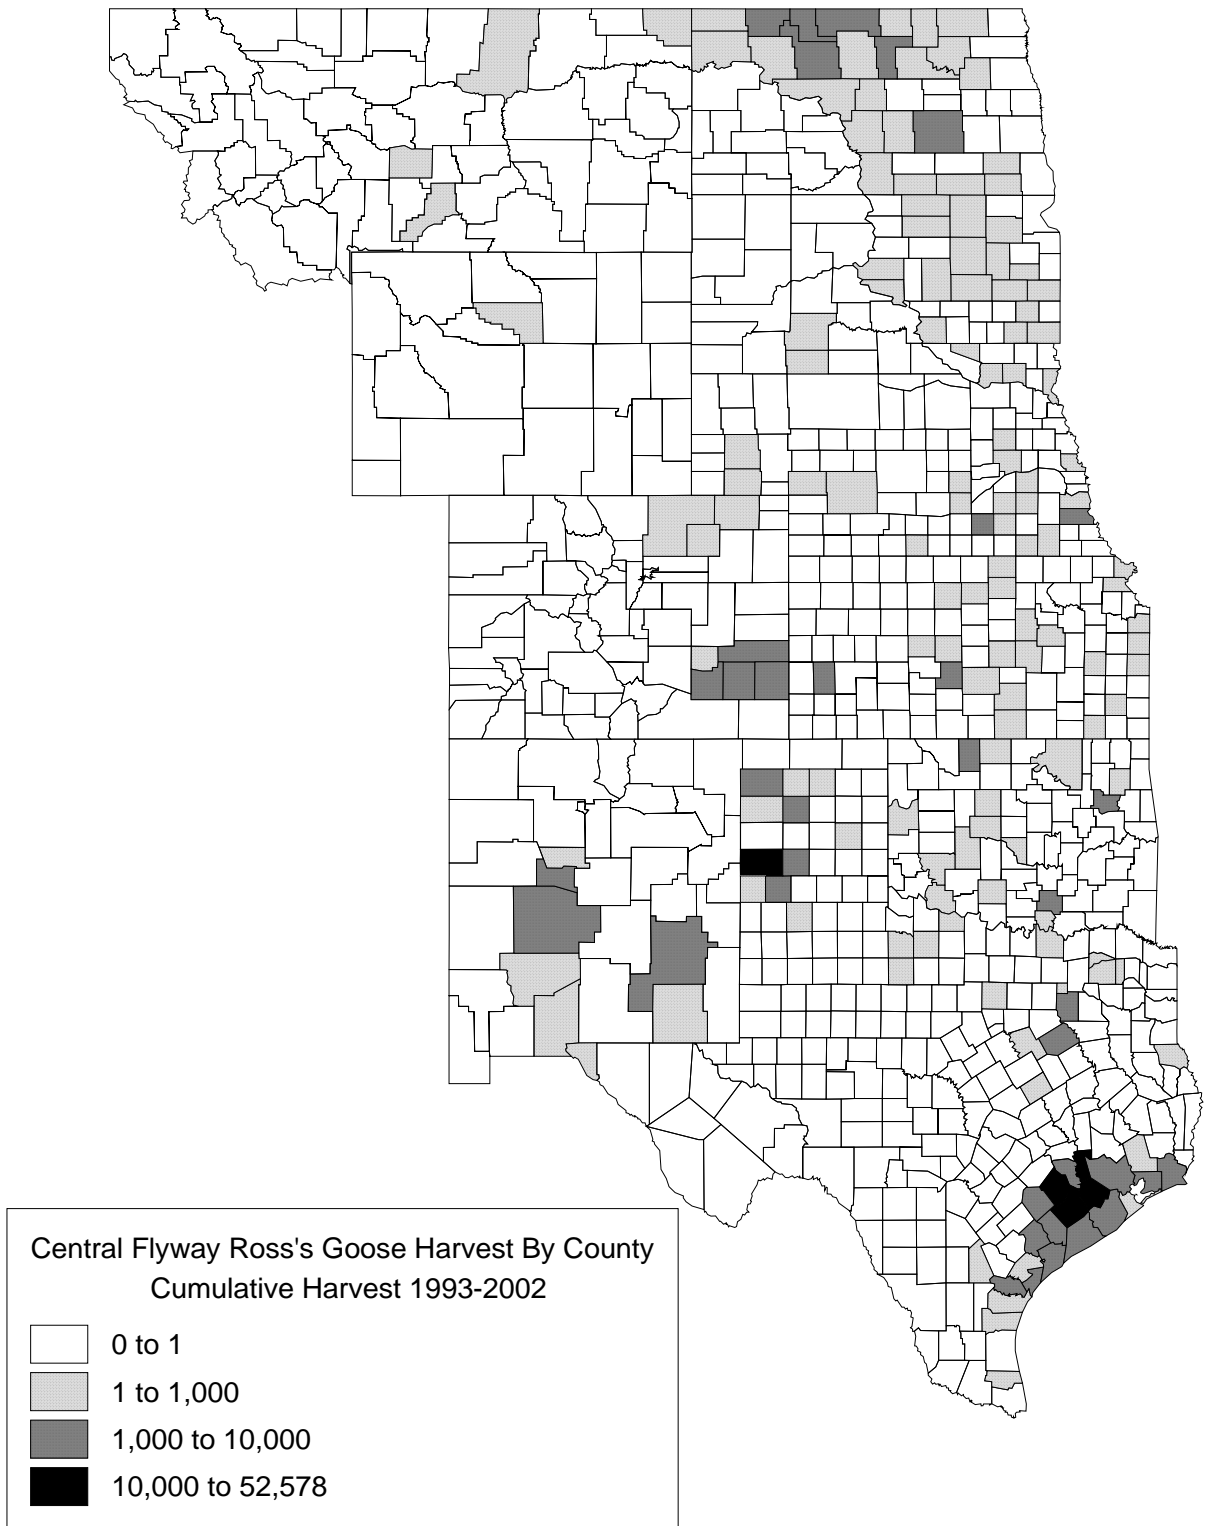 Central Flyway Ross's Goose Harvest By County
Cumulative Harvest 1993-2002
0 to 1
1 to 1,000
1,000 to 10,000
10,000 to 52,578